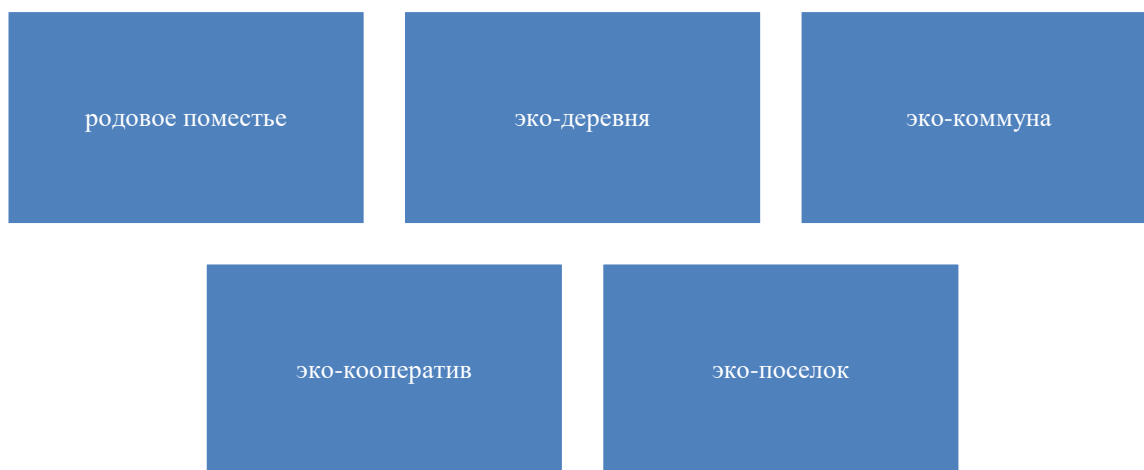 родовое поместье
эко-деревня
эко-коммуна
эко-кооператив
эко-поселок